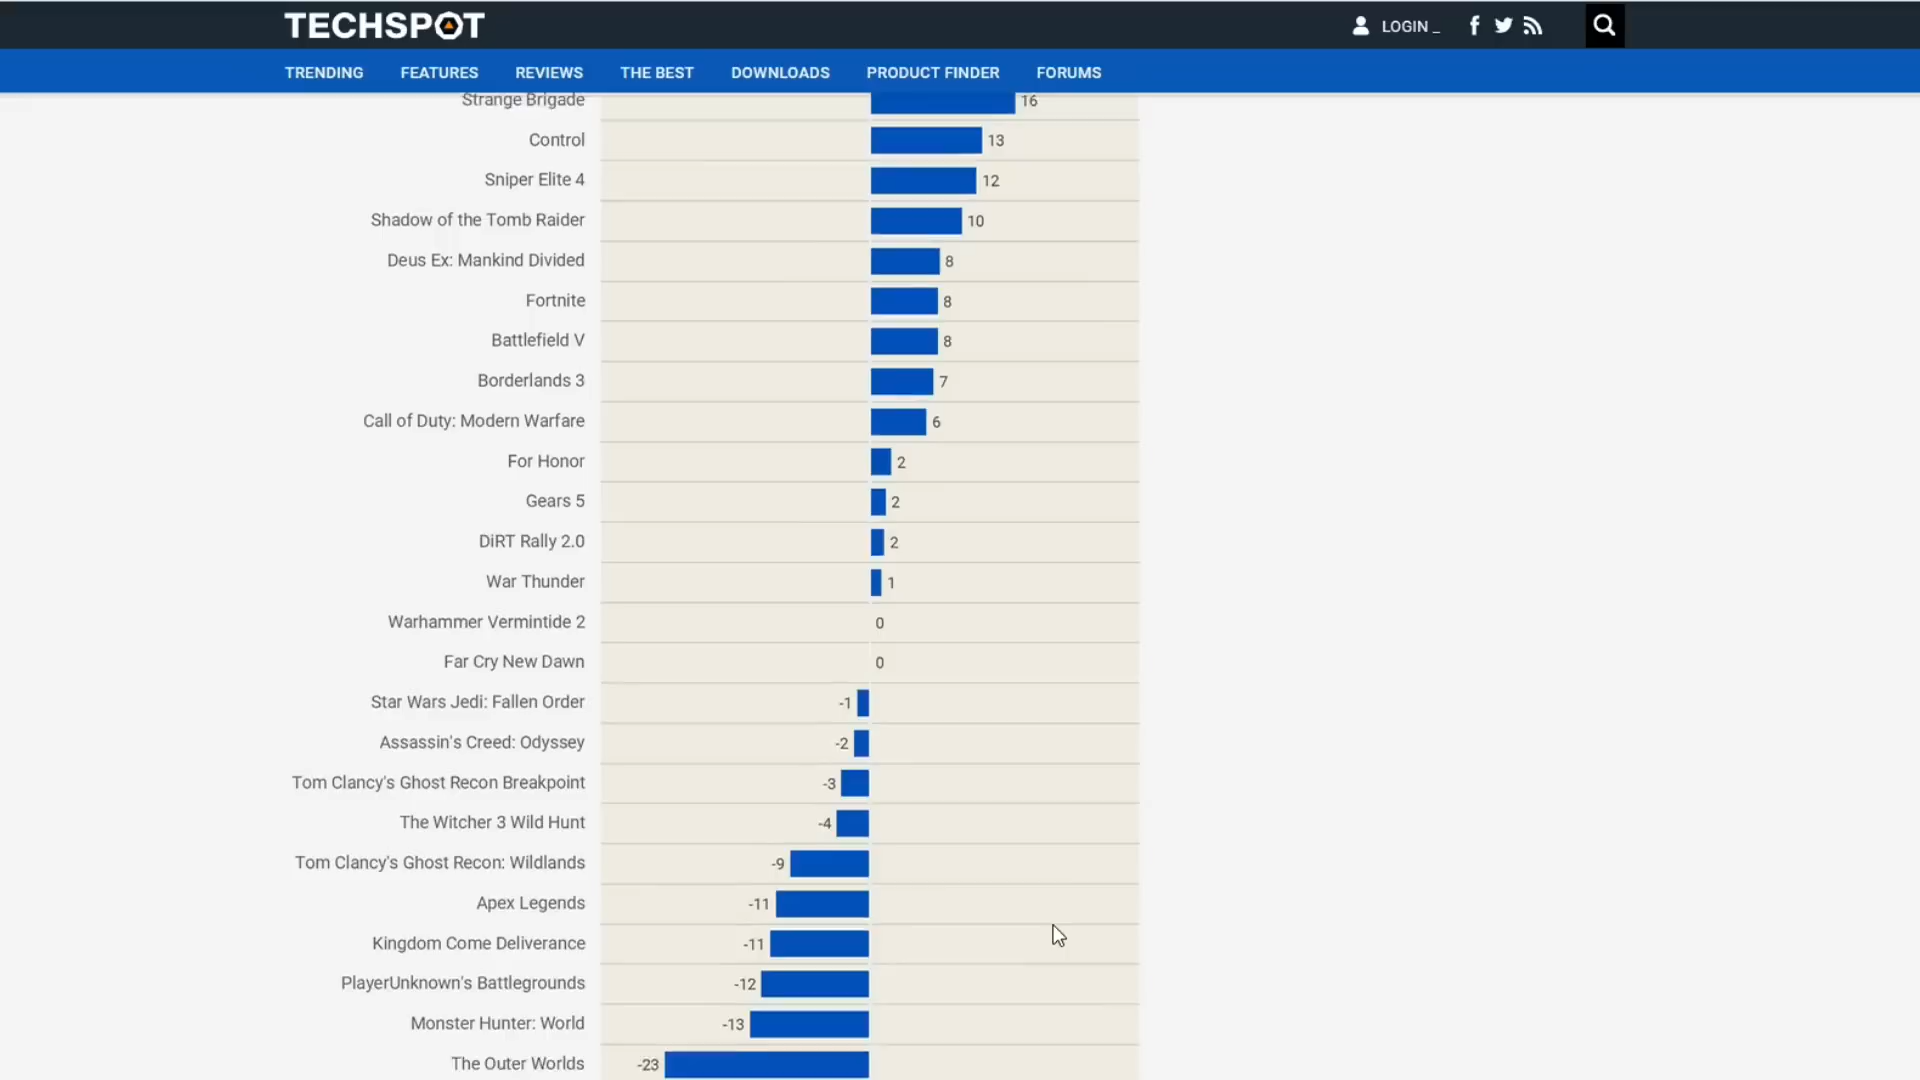 TECHSPOT
LOGIN _
TRENDING FEATURES REVIEWS THE BEST DOWNLOADS PRODUCT FINDER FORUMS
Strange Brigade 16
Control 13
Sniper Elite 4 12
Shadow of the Tomb Raider 10
Deus Ex: Mankind Divided 8
Fortnite 8
Battlefield V 8
Borderlands 3 7
Call of Duty: Modern Warfare 6
For Honor 2
Gears 5 2
DiRT Rally 2.0 2
War Thunder 1
Warhammer Vermintide 2 0
Far Cry New Dawn 0
Star Wars Jedi: Fallen Order -1
Assassin's Creed: Odyssey -2
Tom Clancy's Ghost Recon Breakpoint -3
The Witcher 3 Wild Hunt -4
Tom Clancy's Ghost Recon: Wildlands -9
Apex Legends -11
Kingdom Come Deliverance -11
PlayerUnknown's Battlegrounds -12
Monster Hunter: World -13
The Outer Worlds -23